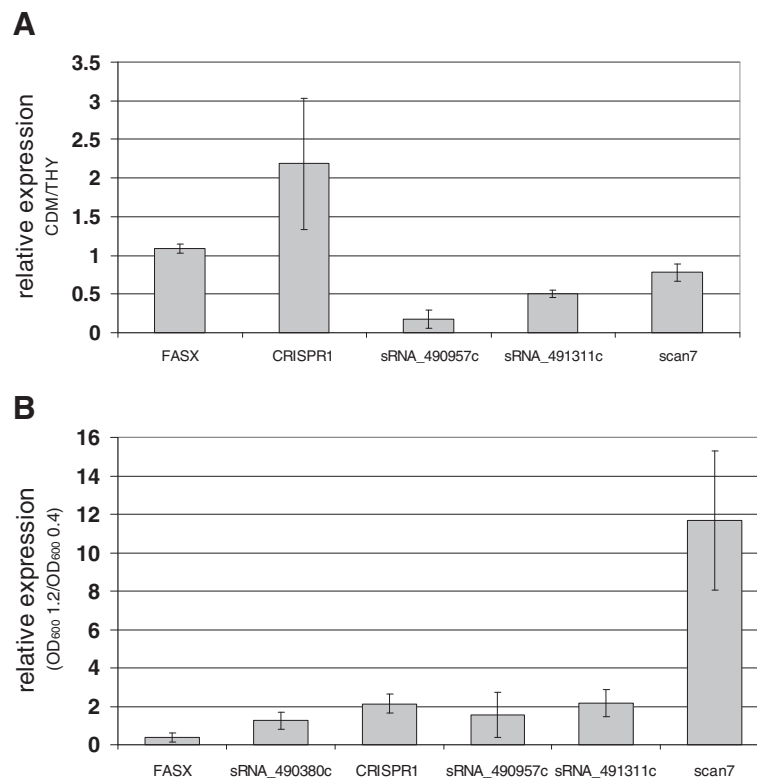 A
relative expression
CDM/THY
3.5
3
2.5
2
1.5
1
0.5
0
FASX CRISPR1 sRNA_490957c sRNA_491311c scan7
B
relative expression
(OD₆₀₀ 1.2/OD₆₀₀ 0.4)
16
14
12
10
8
6
4
2
0
FASX sRNA_490380c CRISPR1 sRNA_490957c sRNA_491311c scan7